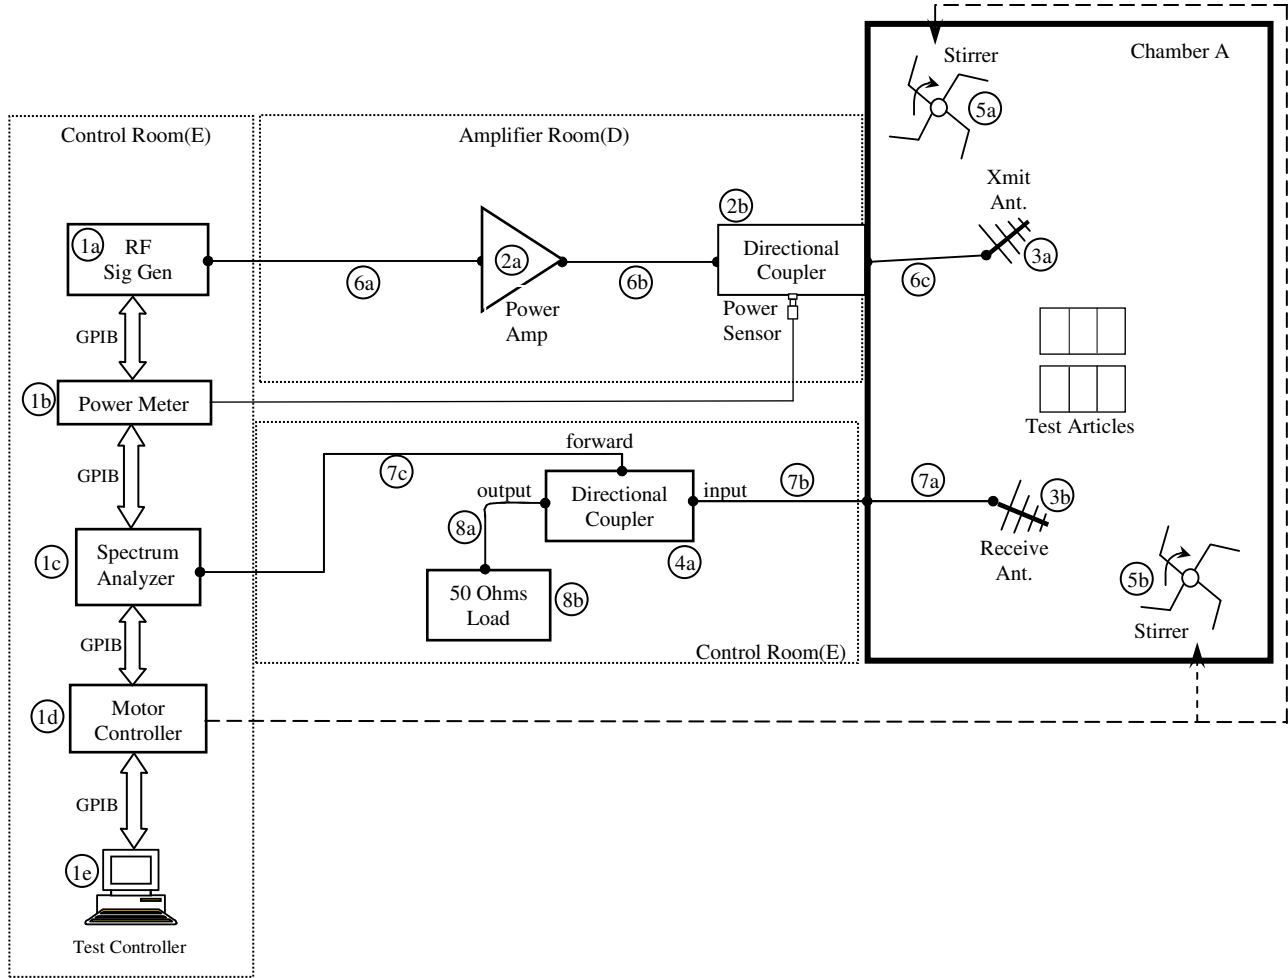 Stirrer
Chamber A
5a
Control Room(E)
Amplifier Room(D)
Xmit
Ant.
2b
1a
RF
Sig Gen
2a
Directional
Coupler
3a
6a
6b
6c
Power
Amp
Power
Sensor
GPIB
1b
Power Meter
Test Articles
forward
GPIB
7c
output
Directional
Coupler
input
7b
7a
3b
8a
Receive
Ant.
1c
Spectrum
Analyzer
4a
50 Ohms
Load
8b
5b
Stirrer
GPIB
Control Room(E)
1d
Motor
Controller
GPIB
1e
Test Controller